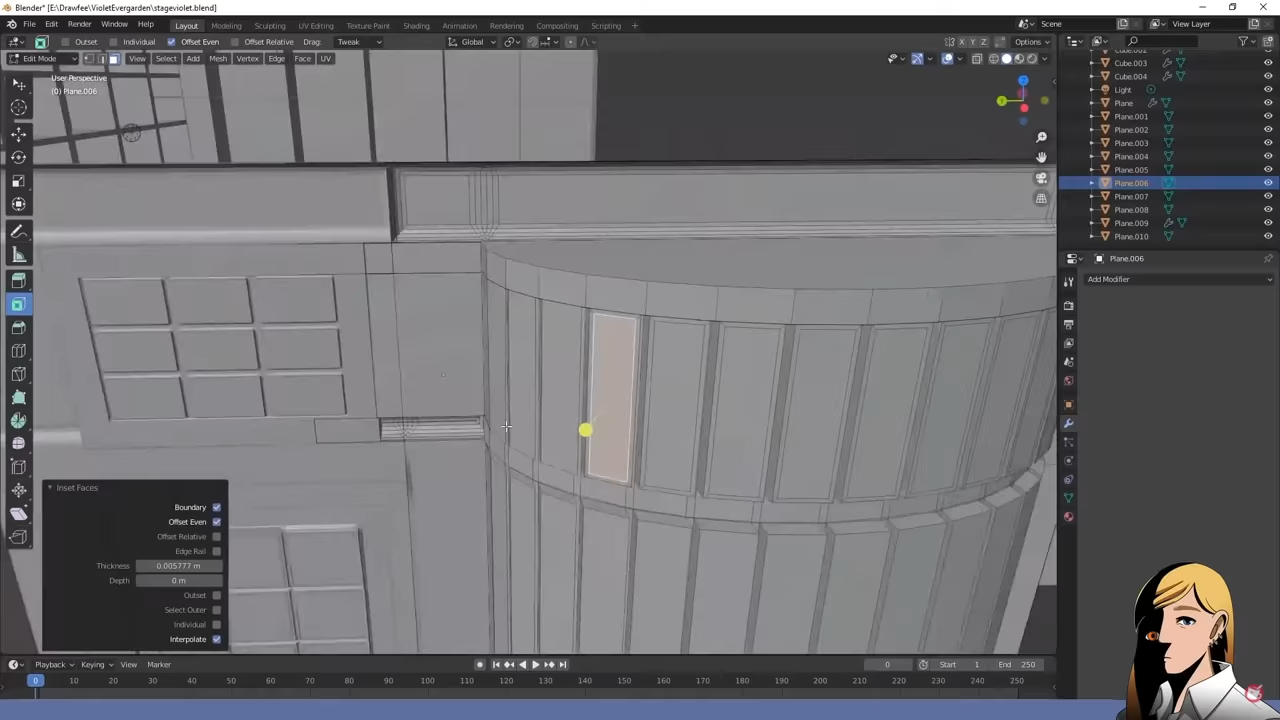 Blender* [E:\Drawfee\VioletEvergarden\stageviolet.blend]
File Edit Render Window Help Layout Modeling Sculpting UV Editing Texture Paint Shading Animation Rendering Compositing Scripting Scene View Layer
Outset Individual Offset Even Offset Relative Drag: Tweak Global X Y Z Options
Edit Mode View Select Add Mesh Vertex Edge Face UV
User Perspective
(0) Plane.006
Cube.003
Cube.004
Light
Plane
Plane.001
Plane.002
Plane.003
Plane.004
Plane.005
Plane.006
Plane.007
Plane.008
Plane.009
Plane.010
Plane.006
Add Modifier
Inset Faces
Boundary
Offset Even
Offset Relative
Edge Rail
Thickness 0.005777 m
Depth 0 m
Outset
Select Outer
Individual
Interpolate
Playback Keying View Marker 0 Start 1 End 250
0 10 20 30 40 50 60 70 80 90 100 110 120 130 140 150 160 170 180 190 200 210 220 230 240 250